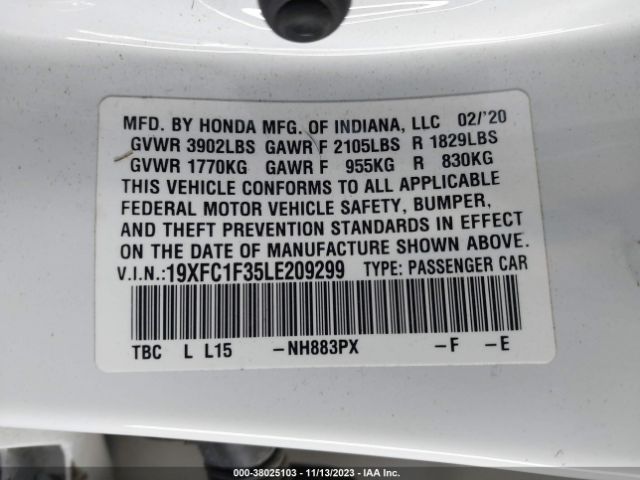 MFD. BY HONDA MFG. OF INDIANA, LLC 02/'20
GVWR 3902LBS GAWR F 2105LBS R 1829LBS
GVWR 1770KG GAWR F 955KG R 830KG
THIS VEHICLE CONFORMS TO ALL APPLICABLE
FEDERAL MOTOR VEHICLE SAFETY, BUMPER,
AND THEFT PREVENTION STANDARDS IN EFFECT
ON THE DATE OF MANUFACTURE SHOWN ABOVE.
V.I.N.:19XFC1F35LE209299 TYPE: PASSENGER CAR
TBC L L15 -NH883PX -F -E
000-38025103 - 11/13/2023 - IAA Inc.